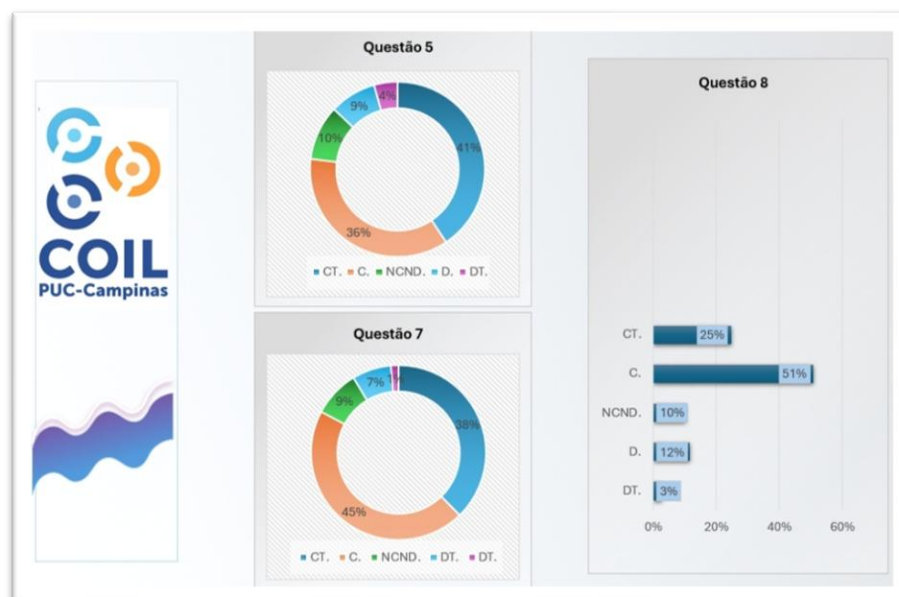 COIL
PUC-Campinas
Questão 5
4%
9%
10%
41%
36%
CT. C. NCND. D. DT.
Questão 7
1%
7%
9%
38%
45%
CT. C. NCND. DT. DT.
Questão 8
CT. 25%
C. 51%
NCND. 10%
D. 12%
DT. 3%
0% 20% 40% 60%